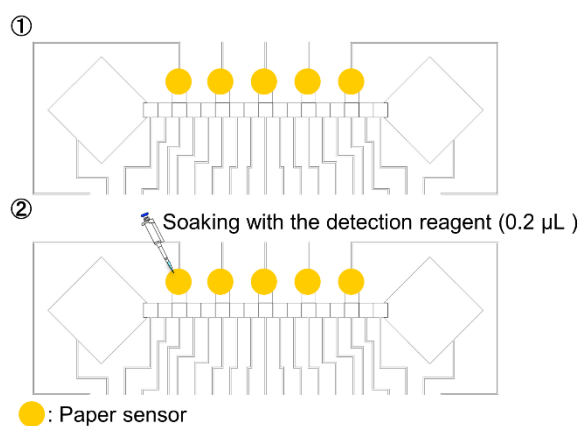 ①
②
Soaking with the detection reagent (0.2 µL )
: Paper sensor